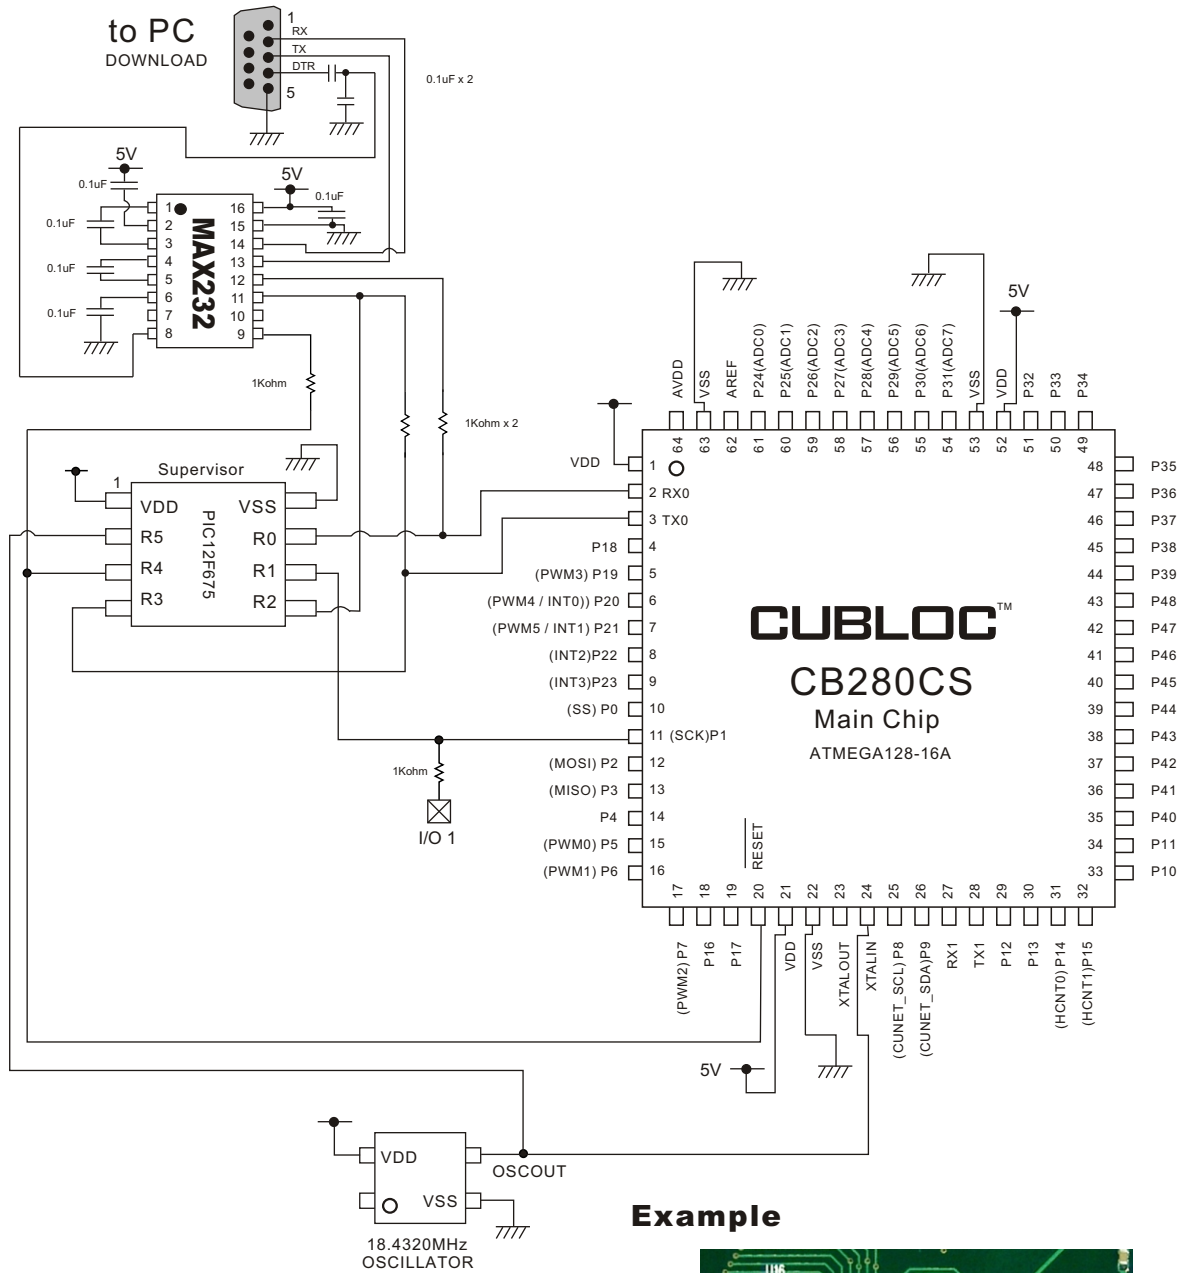 to PC
DOWNLOAD
1
RX
TX
DTR
5
0.1uF x 2
5V
0.1uF
0.1uF
0.1uF
0.1uF
5V
0.1uF
MAX232
1
2
3
4
5
6
7
8
16
15
14
13
12
11
10
9
1Kohm
1Kohm x 2
Supervisor
1
VDD
R5
R4
R3
PIC12F675
VSS
R0
R1
R2
1Kohm
I/O 1
5V
AVDD
VSS
AREF
P24(ADC0)
P25(ADC1)
P26(ADC2)
P27(ADC3)
P28(ADC4)
P29(ADC5)
P30(ADC6)
P31(ADC7)
VSS
VDD
P32
P33
P34
64
63
62
61
60
59
58
57
56
55
54
53
52
51
50
49
VDD 1
2 RX0
3 TX0
P18 4
(PWM3) P19 5
(PWM4 / INT0)) P20 6
(PWM5 / INT1) P21 7
(INT2)P22 8
(INT3)P23 9
(SS) P0 10
11 (SCK)P1
(MOSI) P2 12
(MISO) P3 13
P4 14
(PWM0) P5 15
(PWM1) P6 16
CUBLOC™
CB280CS
Main Chip
ATMEGA128-16A
48 P35
47 P36
46 P37
45 P38
44 P39
43 P48
42 P47
41 P46
40 P45
39 P44
38 P43
37 P42
36 P41
35 P40
34 P11
33 P10
RESET
17
18
19
20
21
22
23
24
25
26
27
28
29
30
31
32
(PWM2) P7
P16
P17
VDD
VSS
XTALOUT
XTALIN
(CUNET_SCL) P8
(CUNET_SDA)P9
RX1
TX1
P12
P13
(HCNT0) P14
(HCNT1)P15
5V
VDD
VSS
OSCOUT
18.4320MHz
OSCILLATOR
Example
U16